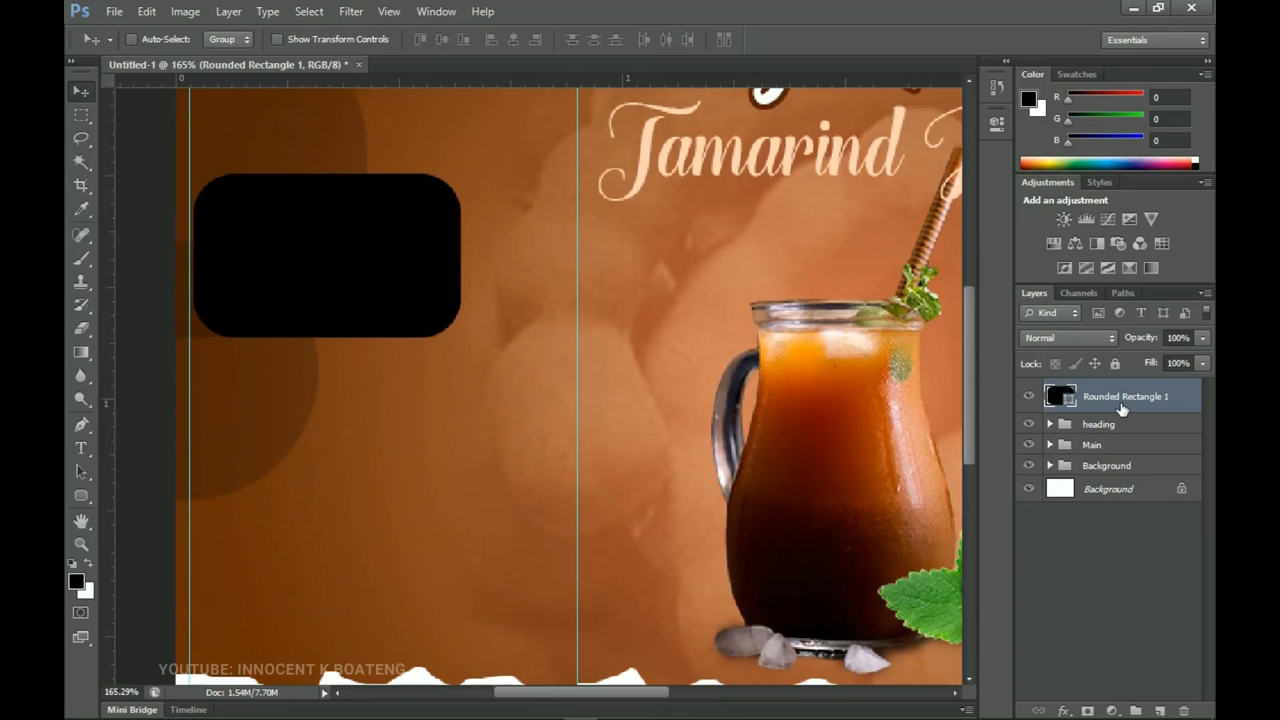 Ps File Edit Image Layer Type Select Filter View Window Help
Auto-Select: Group Show Transform Controls Essentials
Untitled-1 @ 165% (Rounded Rectangle 1, RGB/8) * ×
0 1
1
Tamarind
Color Swatches
R 0
G 0
B 0
Adjustments Styles
Add an adjustment
Layers Channels Paths
Kind
Normal Opacity: 100%
Lock: Fill: 100%
Rounded Rectangle 1
heading
Main
Background
Background
YOUTUBE: INNOCENT K BOATENG
165.29% Doc: 1.54M/7.70M
Mini Bridge Timeline